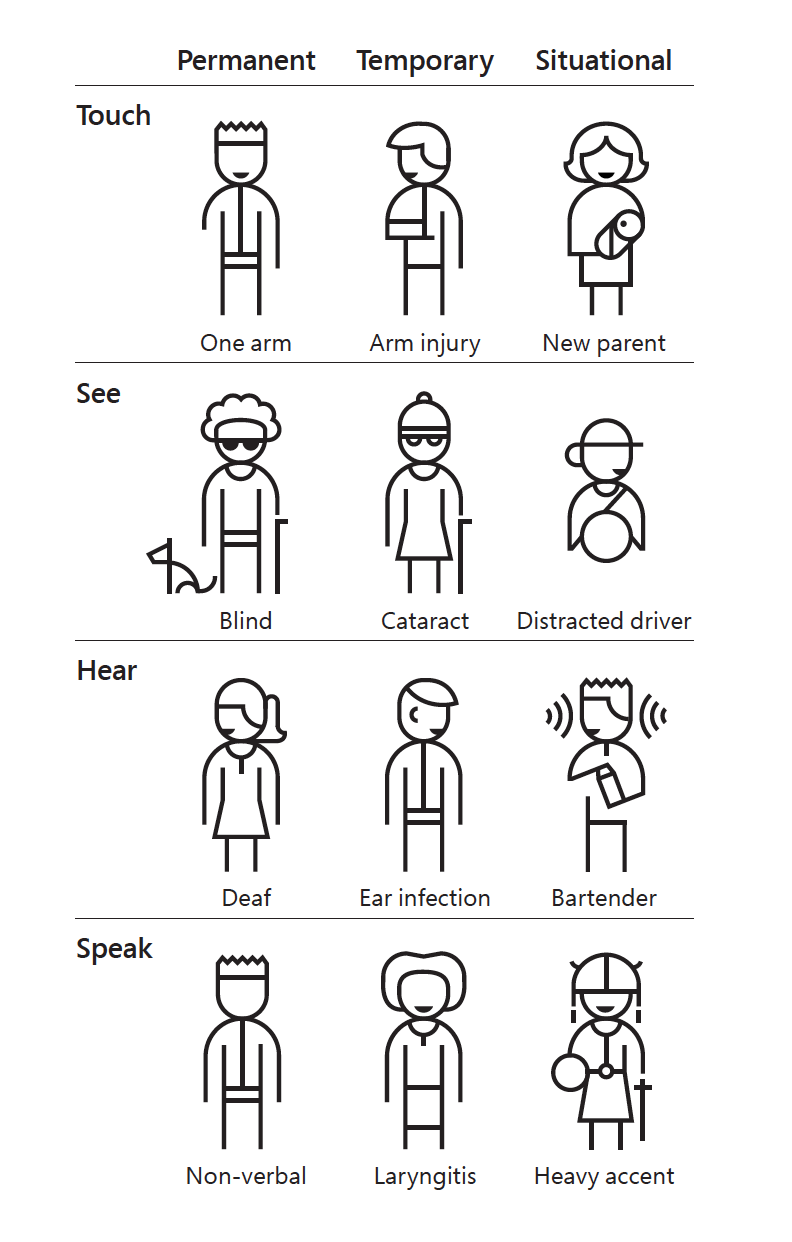 Permanent Temporary Situational
Touch
One arm Arm injury New parent
See
Blind Cataract Distracted driver
Hear
Deaf Ear infection Bartender
Speak
Non-verbal Laryngitis Heavy accent